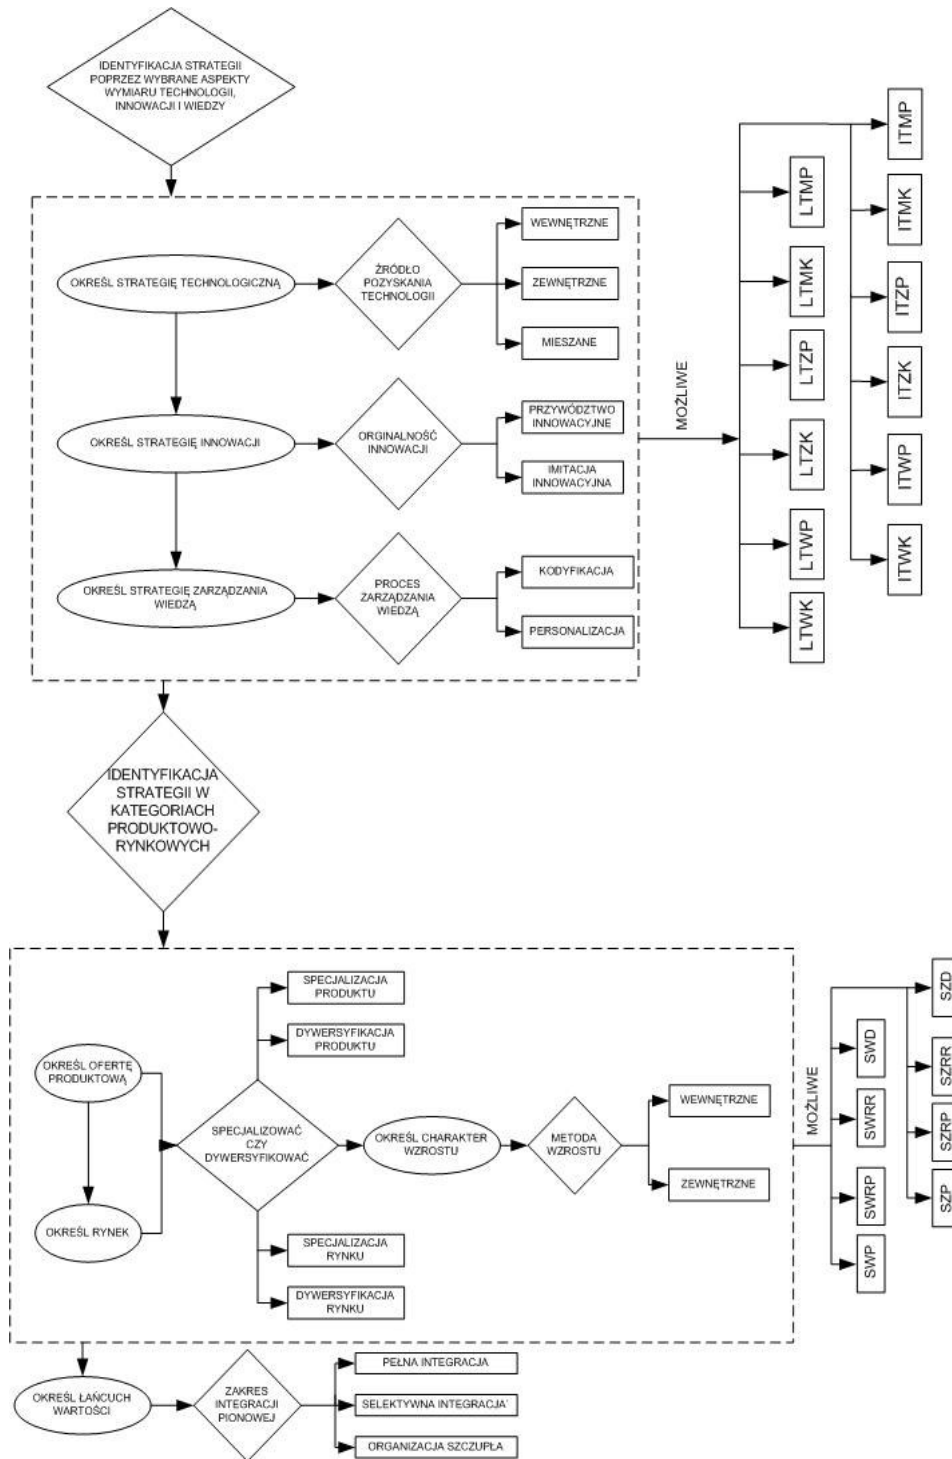 IDENTYFIKACJA STRATEGII
POPRZEZ WYBRANE ASPEKTY
WYMIARU TECHNOLOGII,
INNOWACJI I WIEDZY
OKREŚL STRATEGIĘ TECHNOLOGICZNĄ
ŹRÓDŁO
POZYSKANIA
TECHNOLOGII
WEWNĘTRZNE
ZEWNĘTRZNE
MIESZANE
OKREŚL STRATEGIĘ INNOWACJI
ORGINALNOŚĆ
INNOWACJI
PRZYWÓDZTWO
INNOWACYJNE
IMITACJA
INNOWACYJNA
OKREŚL STRATEGIĘ ZARZĄDZANIA
WIEDZĄ
PROCES
ZARZĄDZANIA
WIEDZĄ
KODYFIKACJA
PERSONALIZACJA
MOŻLIWE
LTMP
LTMK
LTZP
LTZK
LTWP
LTWK
ITMP
ITMK
ITZP
ITZK
ITWP
ITWK
IDENTYFIKACJA
STRATEGII W
KATEGORIACH
PRODUKTOWO-
RYNKOWYCH
OKREŚL OFERTĘ
PRODUKTOWĄ
OKREŚL RYNEK
SPECJALIZOWAĆ
CZY
DYWERSYFIKOWAĆ
SPECJALIZACJA
PRODUKTU
DYWERSYFIKACJA
PRODUKTU
SPECJALIZACJA
RYNKU
DYWERSYFIKACJA
RYNKU
OKREŚL CHARAKTER
WZROSTU
METODA
WZROSTU
WEWNĘTRZNE
ZEWNĘTRZNE
MOŻLIWE
SWD
SWRR
SWRP
SWP
SZD
SZRR
SZRP
SZP
OKREŚL ŁAŃCUCH
WARTOŚCI
ZAKRES
INTEGRACJI
PIONOWEJ
PEŁNA INTEGRACJA
SELEKTYWNA INTEGRACJA'
ORGANIZACJA SZCZUPŁA